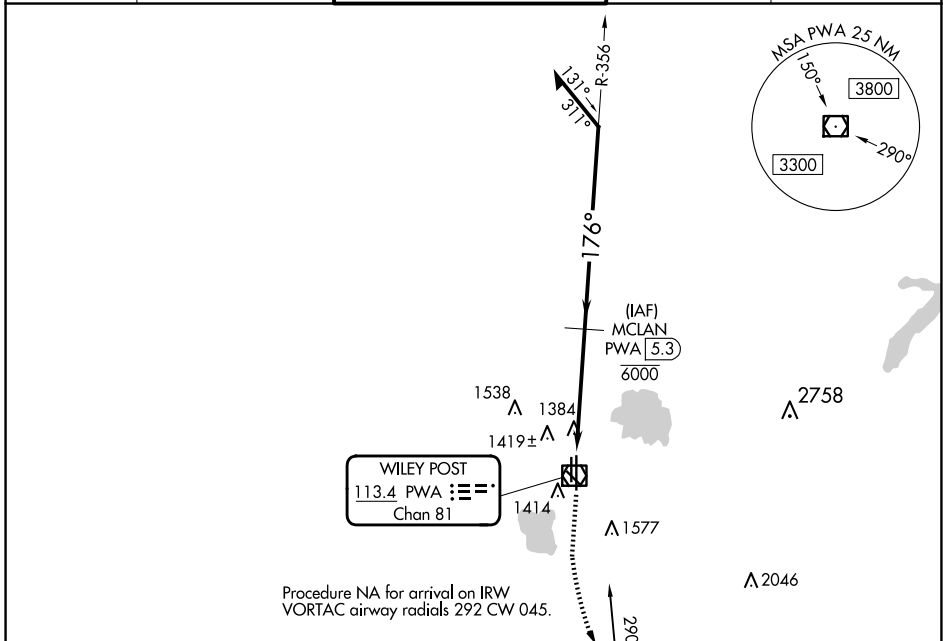 R-356
131°
311°
MSA PWA 25 NM
150°
3800
290°
3300
176°
(IAF)
MCLAN
PWA 5.3
6000
1538
1384
2758
1419±
WILEY POST
113.4 PWA
Chan 81
1414
1577
2046
Procedure NA for arrival on IRW
VORTAC airway radials 292 CW 045.
290